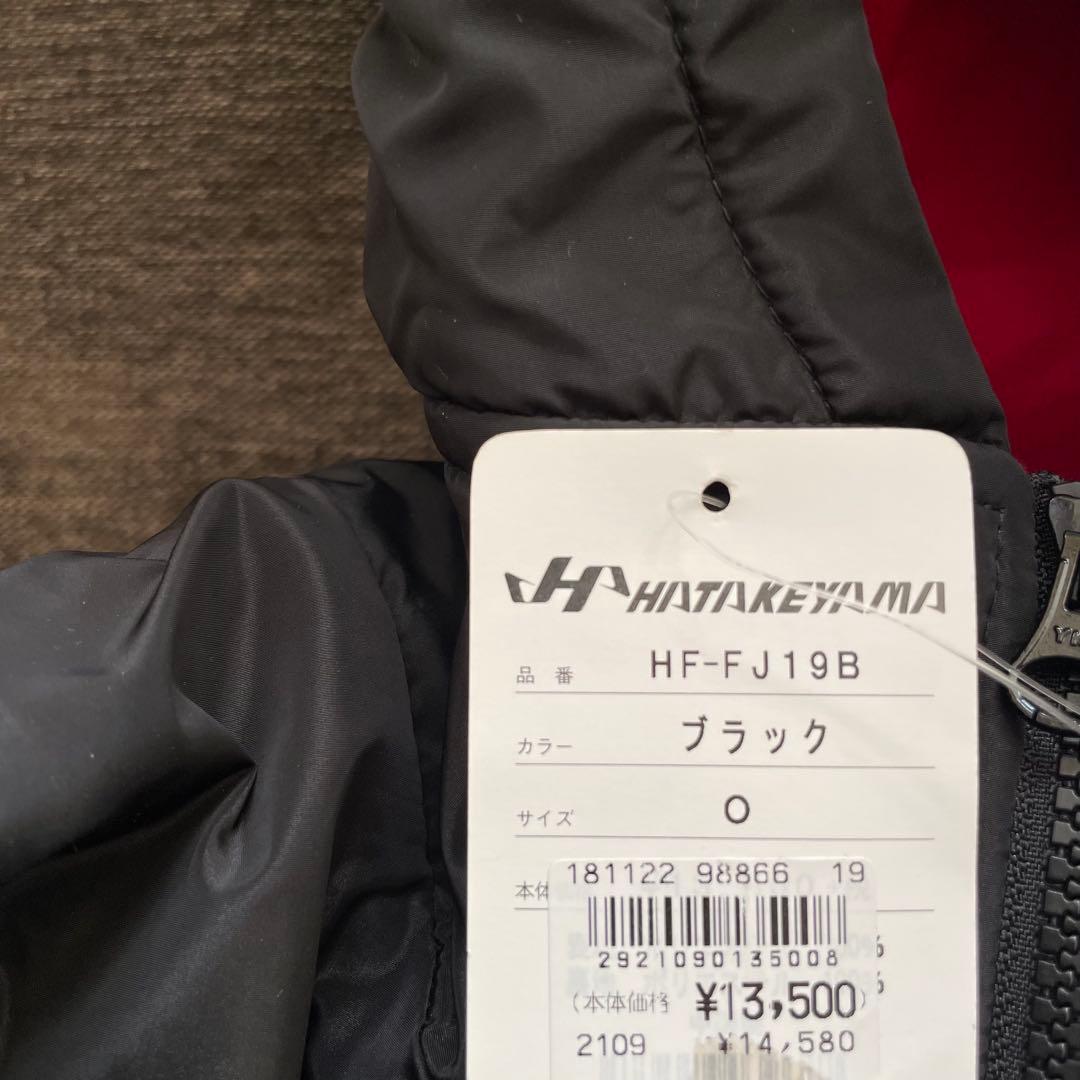 HATAKEYAMA
品番 HF-FJ19B
カラー ブラック
サイズ O
本体
181122 98866 19
2921090135008
(本体価格 ¥13,500)
2109 ¥14,580